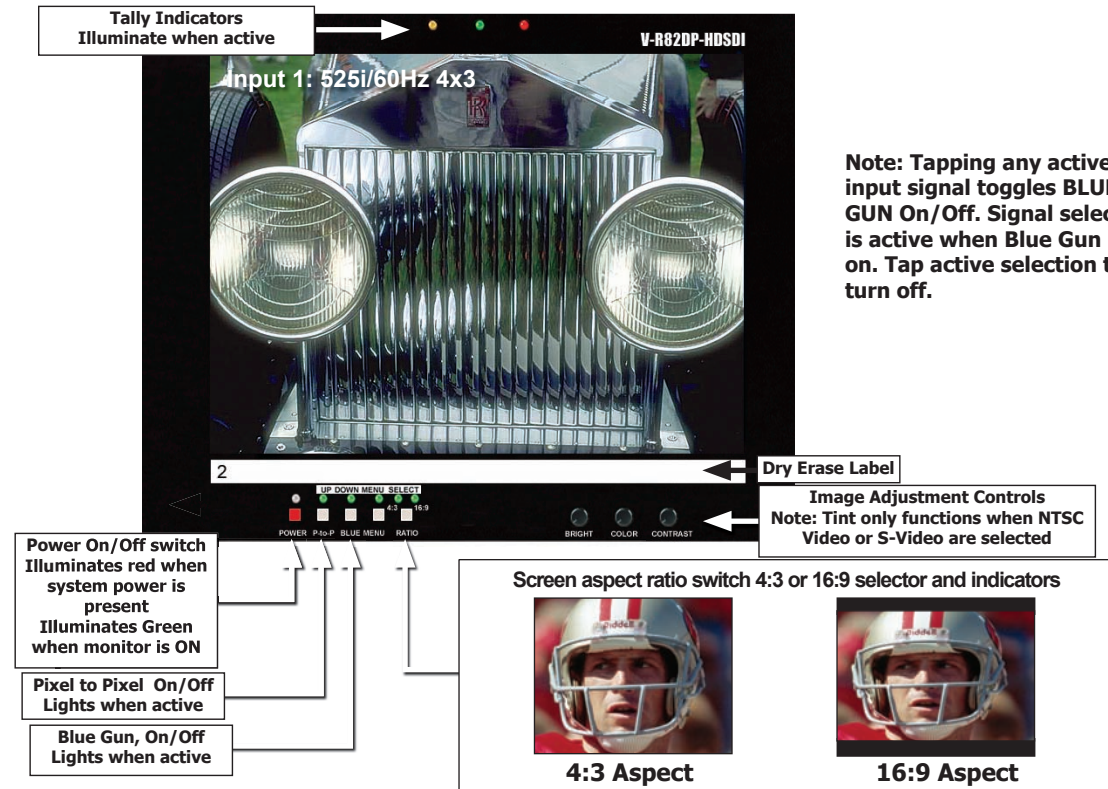 Tally Indicators
Illuminate when active
V-R82DP-HDSDI
Input 1: 525i/60Hz 4x3
RR
Note: Tapping any active
input signal toggles
GUN On/Off. Signal
is active when Blue Gun
on. Tap active selection
turn off.
2
Dry Erase Label
UP DOWN MENU SELECT
4:3 16:9
POWER P-to-P BLUE MENU RATIO
BRIGHT COLOR CONTRAST
Image Adjustment Controls
Note: Tint only functions when NTSC
Video or S-Video are selected
Power On/Off switch
Illuminates red when
system power is
present
Illuminates Green
when monitor is ON
Pixel to Pixel On/Off
Lights when active
Blue Gun, On/Off
Lights when active
Screen aspect ratio switch 4:3 or 16:9 selector and indicators
Riddell
Riddell
4:3 Aspect
16:9 Aspect